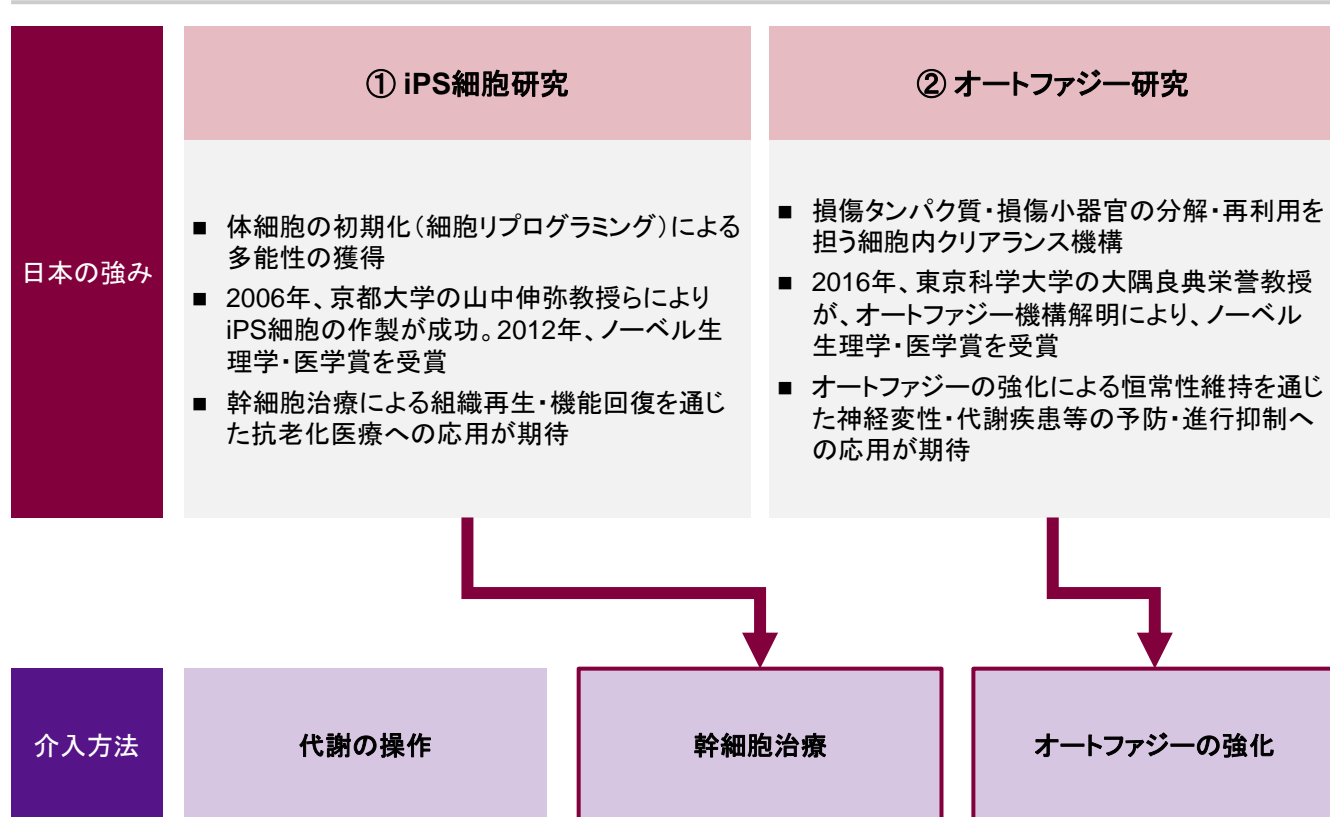 ① iPS細胞研究
② オートファジー研究
日本の強み
■ 体細胞の初期化(細胞リプログラミング)による
多能性の獲得
■ 2006年、京都大学の山中伸弥教授らにより
iPS細胞の作製が成功。2012年、ノーベル生
理学・医学賞を受賞
■ 幹細胞治療による組織再生・機能回復を通じ
た抗老化医療への応用が期待
■ 損傷タンパク質・損傷小器官の分解・再利用を
担う細胞内クリアランス機構
■ 2016年、東京科学大学の大隅良典栄誉教授
が、オートファジー機構解明により、ノーベル
生理学・医学賞を受賞
■ オートファジーの強化による恒常性維持を通じ
た神経変性・代謝疾患等の予防・進行抑制へ
の応用が期待
介入方法
代謝の操作
幹細胞治療
オートファジーの強化